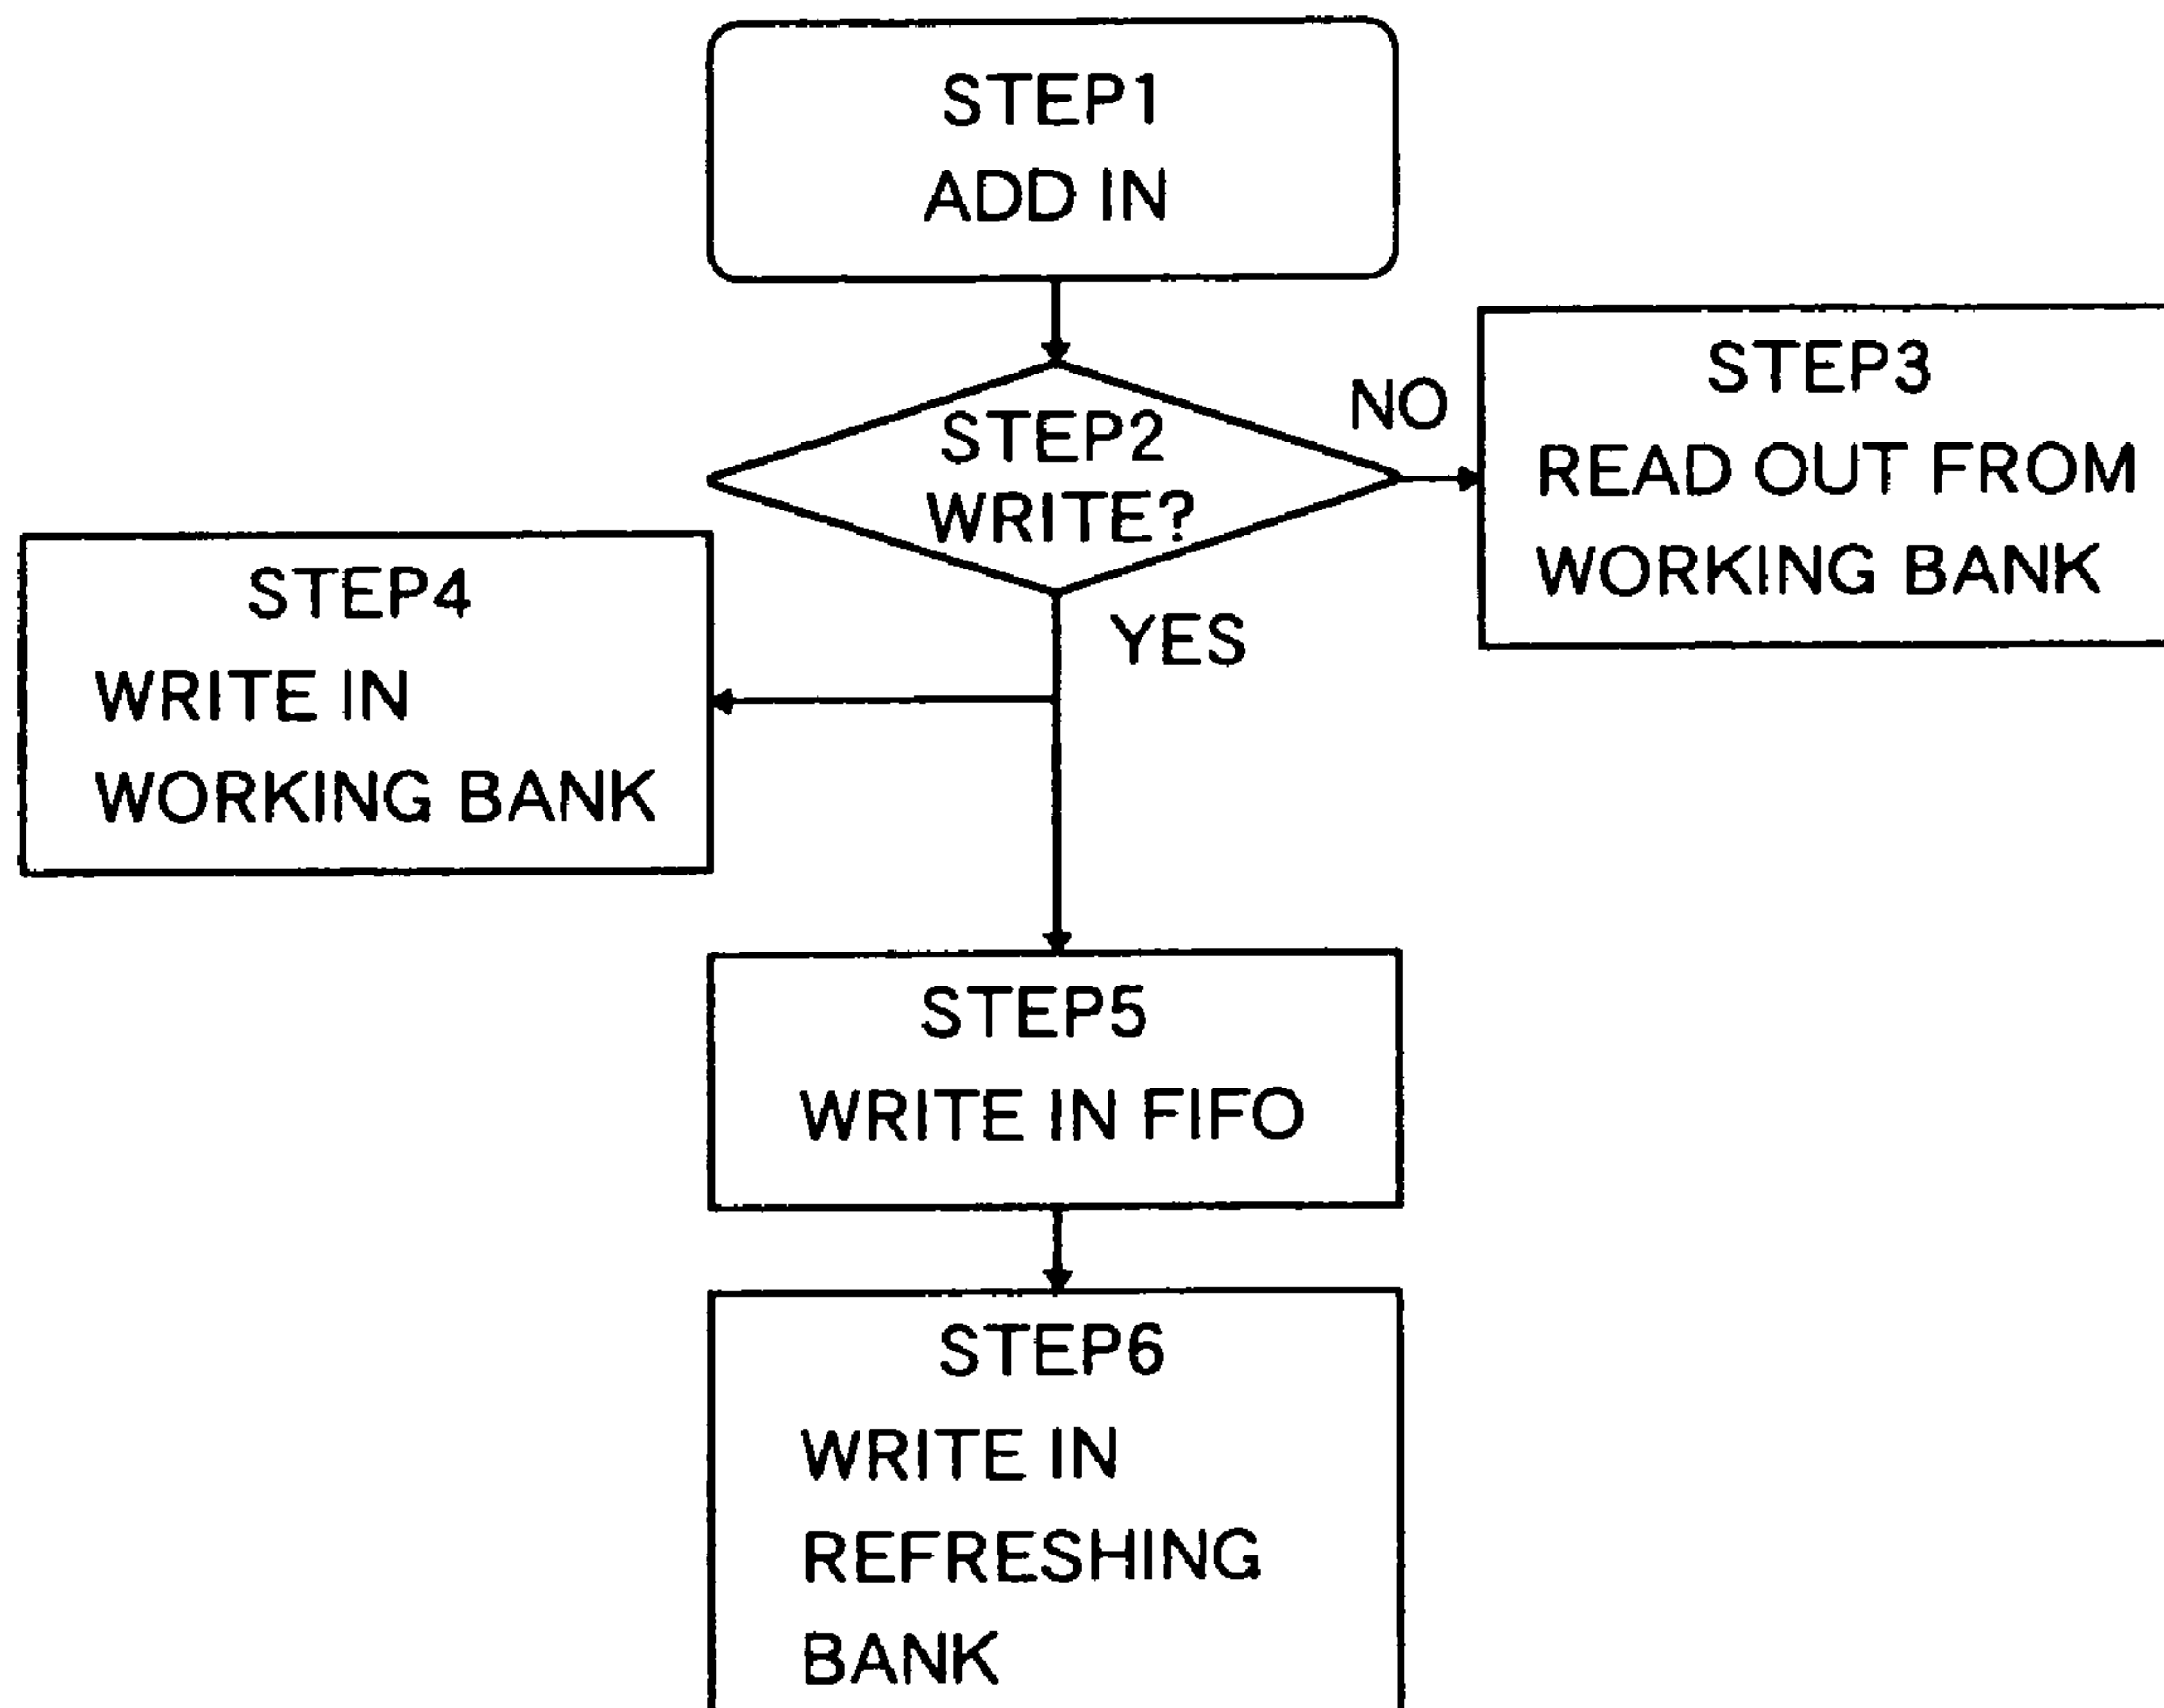 STEP1
ADD IN
STEP2
WRITE?
NO
STEP3
READ OUT FROM
WORKING BANK
YES
STEP4
WRITE IN
WORKING BANK
STEP5
WRITE IN FIFO
STEP6
WRITE IN
REFRESHING
BANK